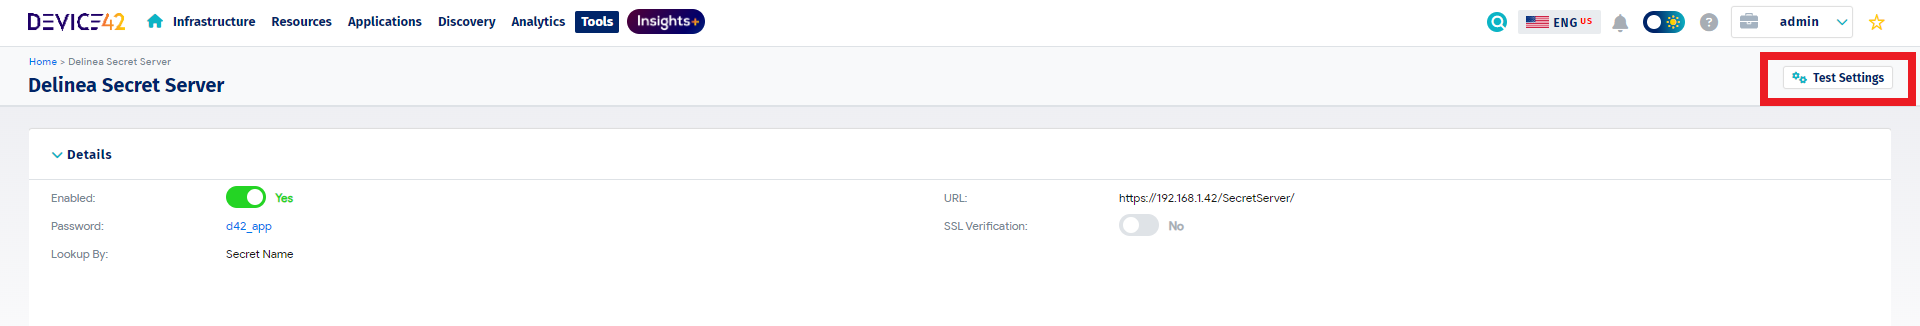 DEVICE42 Infrastructure Resources Applications Discovery Analytics Tools Insights+ ENG US ? admin
Home > Delinea Secret Server
Delinea Secret Server
Test Settings
Details
Enabled: Yes URL: https://192.168.1.42/SecretServer/
Password: d42_app SSL Verification: No
Lookup By: Secret Name